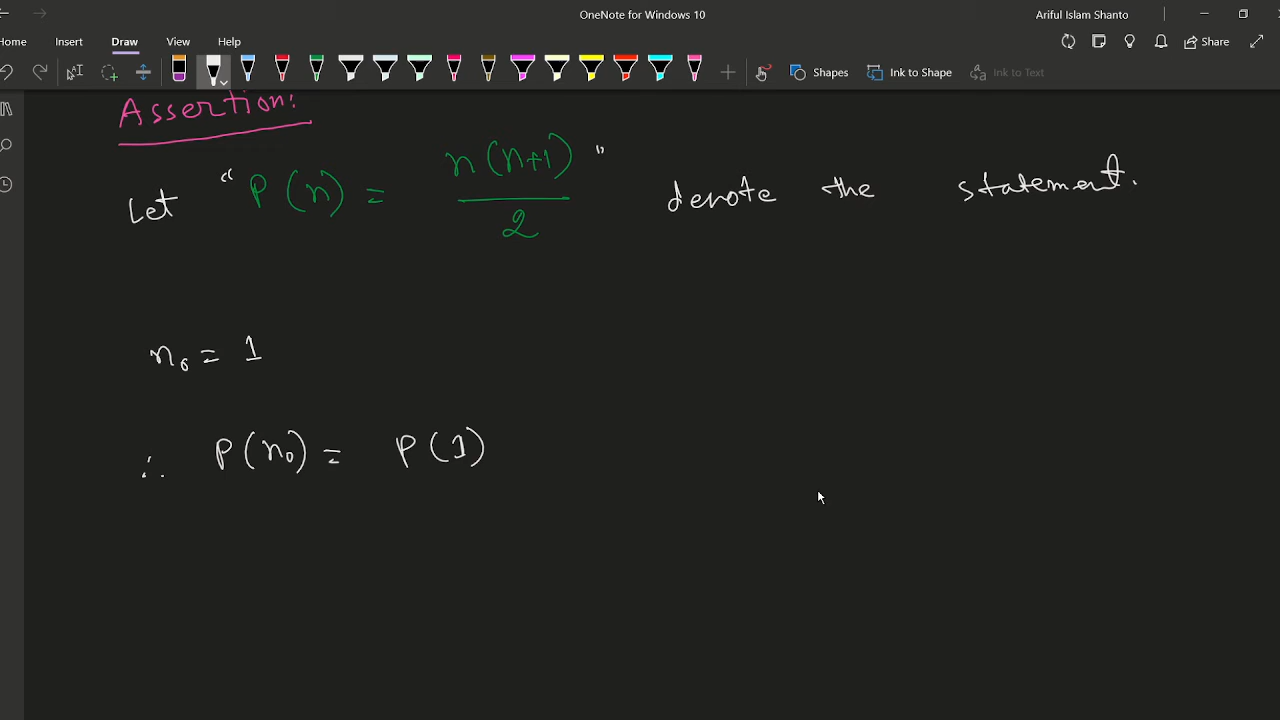 OneNote for Windows 10
Ariful Islam Shanto
Home Insert Draw View Help
Share
Shapes Ink to Shape Ink to Text
Assertion:
Let “P(n) = n(n+1)/2” denote the statement.
n₀ = 1
∴ P(n₀) = P(1)